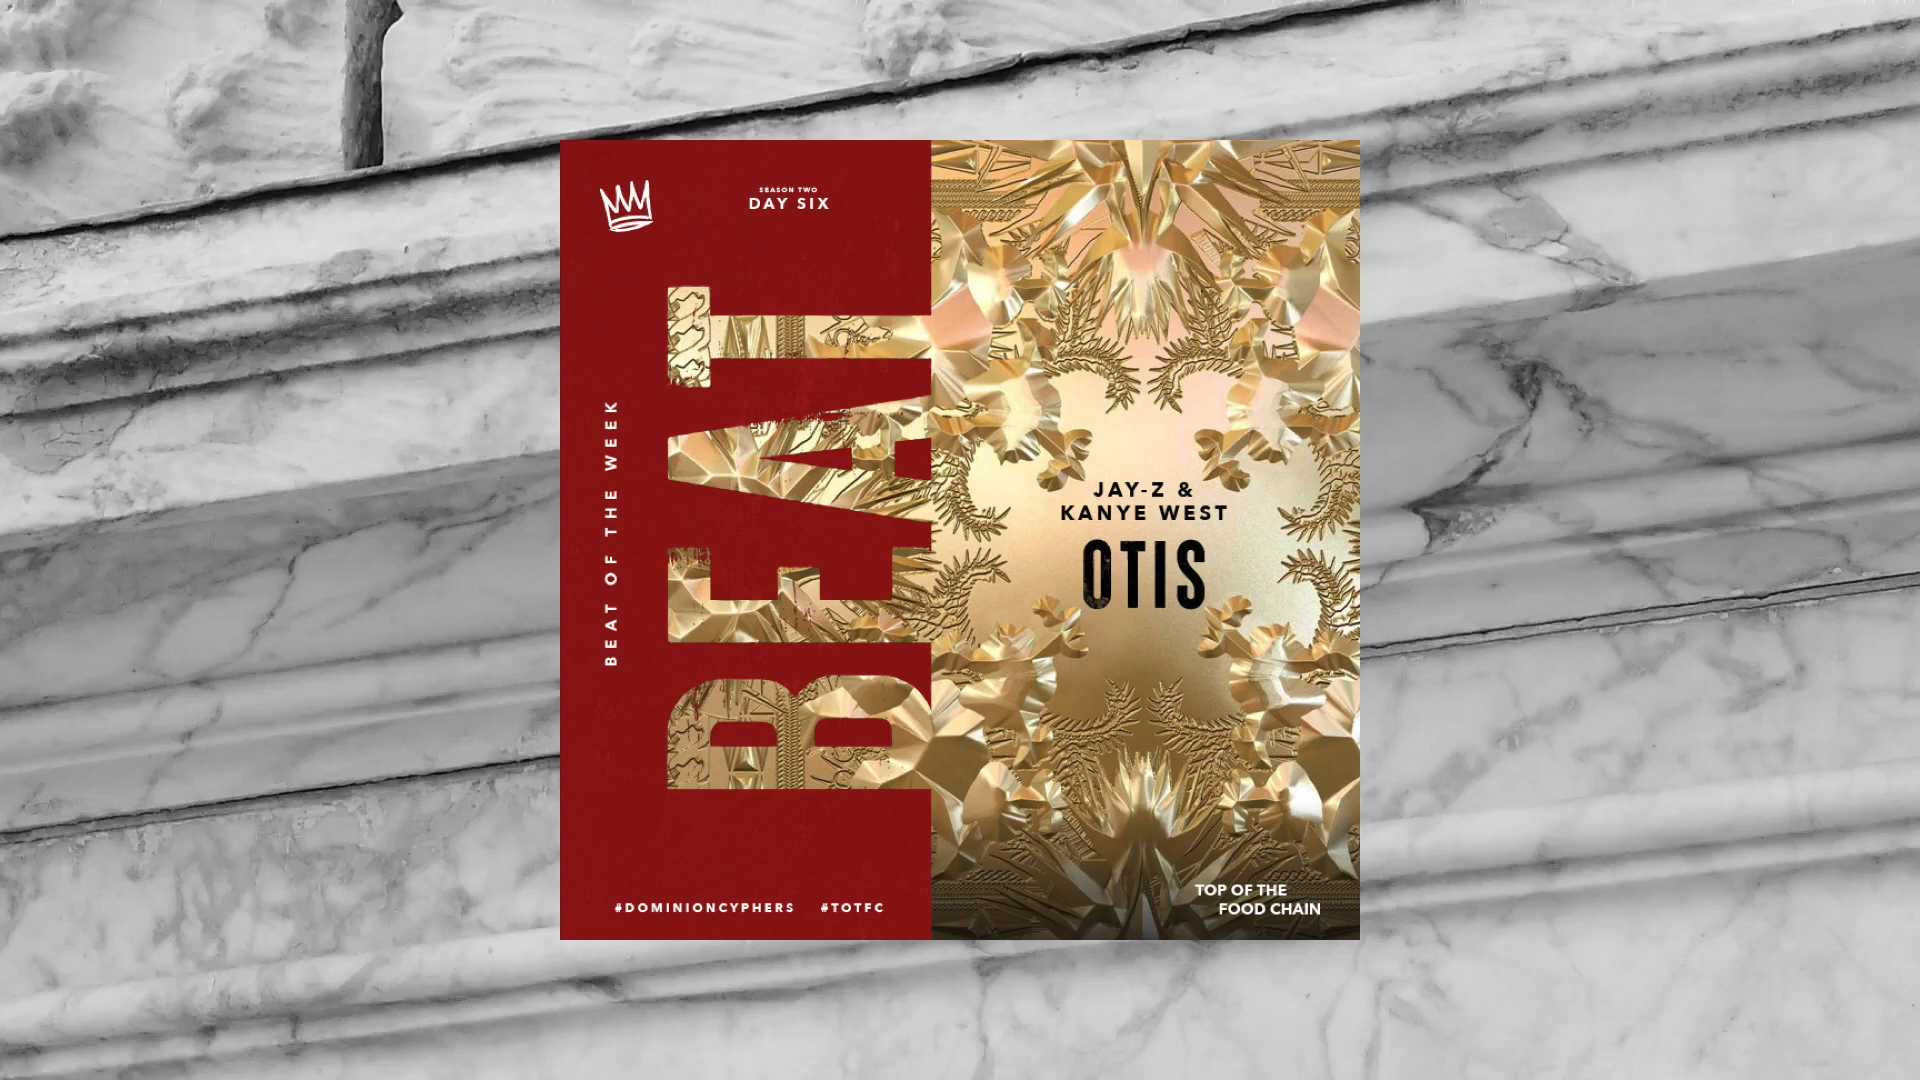 SEASON TWO
DAY SIX
BEAT OF THE WEEK
BEAT
JAY-Z &
KANYE WEST
OTIS
#DOMINIONCYPHERS #TOTFC
TOP OF THE
FOOD CHAIN